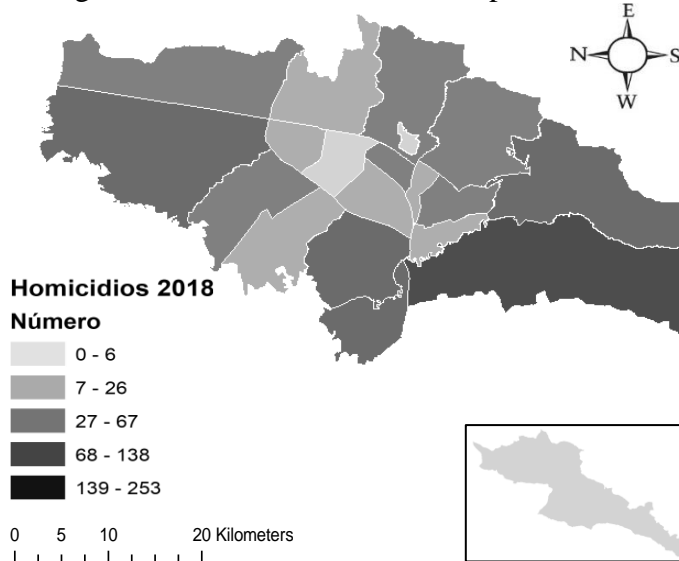 E
N S
W
Homicidios 2018
Número
0 - 6
7 - 26
27 - 67
68 - 138
139 - 253
0 5 10 20 Kilometers